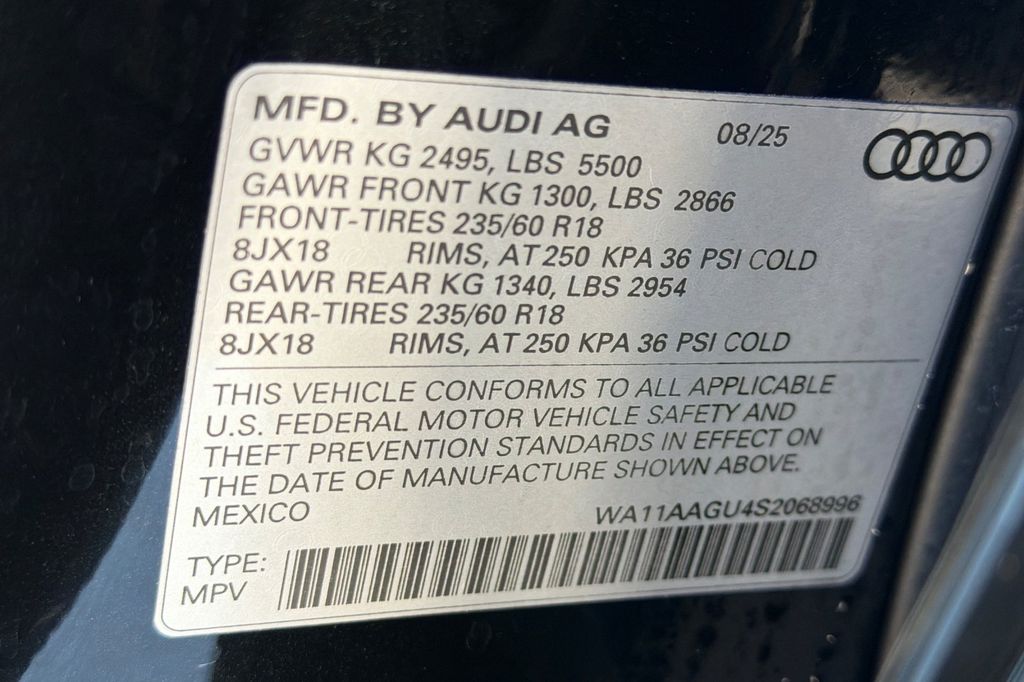 MFD. BY AUDI AG 08/25
GVWR KG 2495, LBS 5500
GAWR FRONT KG 1300, LBS 2866
FRONT-TIRES 235/60 R18
8JX18 RIMS, AT 250 KPA 36 PSI COLD
GAWR REAR KG 1340, LBS 2954
REAR-TIRES 235/60 R18
8JX18 RIMS, AT 250 KPA 36 PSI COLD
THIS VEHICLE CONFORMS TO ALL APPLICABLE
U.S. FEDERAL MOTOR VEHICLE SAFETY AND
THEFT PREVENTION STANDARDS IN EFFECT ON
THE DATE OF MANUFACTURE SHOWN ABOVE.
MEXICO WA11AAGU4S2068996
TYPE:
MPV